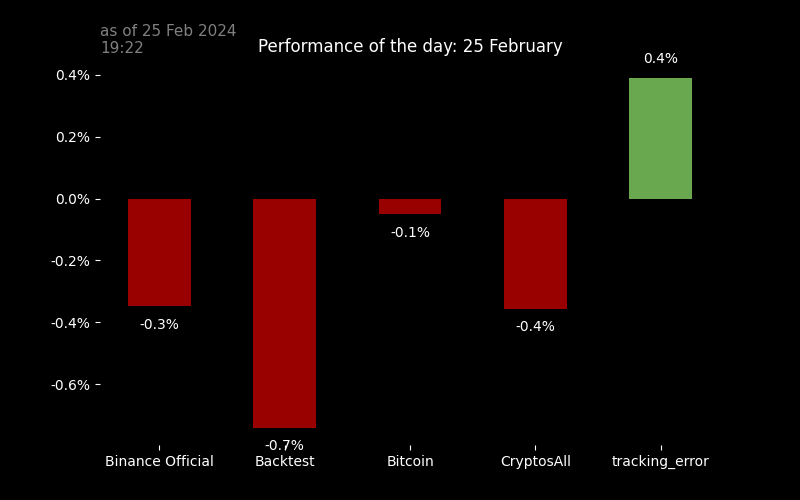 as of 25 Feb 2024
19:22
Performance of the day: 25 February
0.4%
0.4%
0.2%
0.0%
-0.2%
-0.4%
-0.6%
-0.3%
-0.7%
-0.1%
-0.4%
Binance Official
Backtest
Bitcoin
CryptosAll
tracking_error